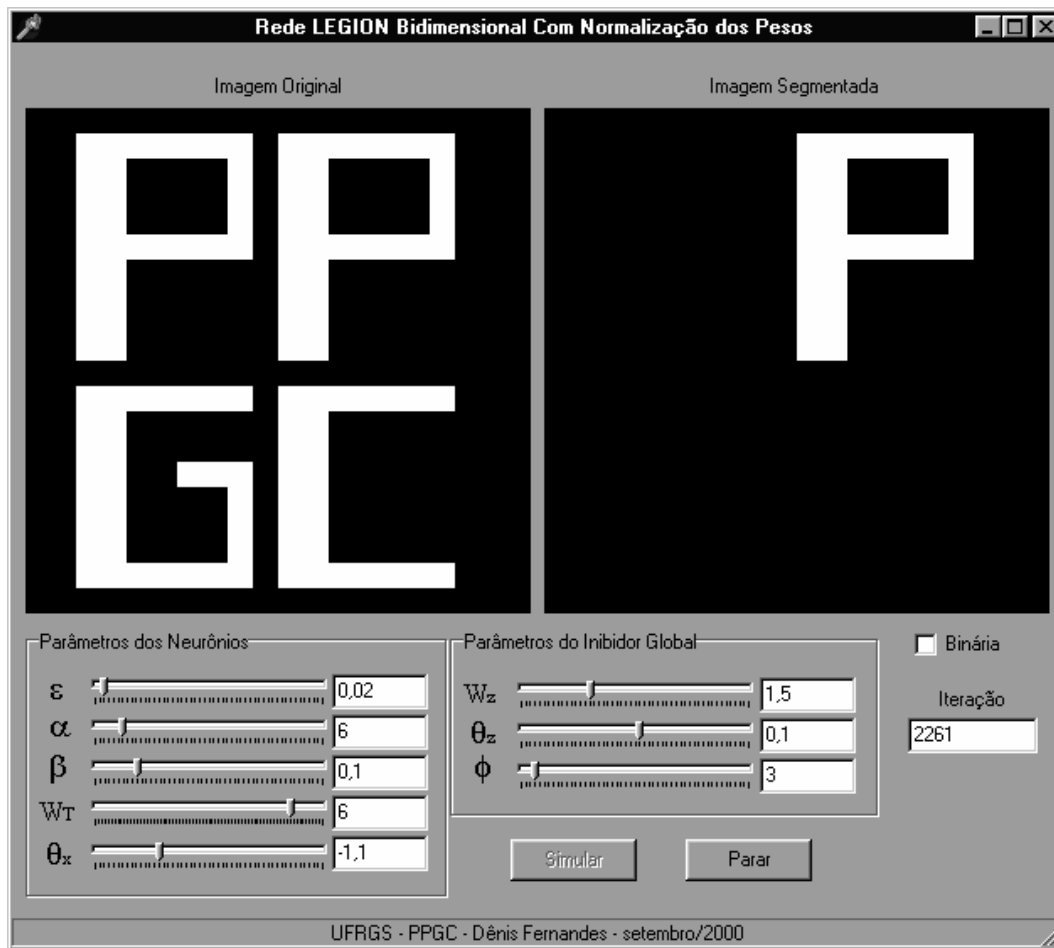 Rede LEGION Bidimensional Com Normalização dos Pesos
Imagem Original
Imagem Segmentada
PP
GC
P
Parâmetros dos Neurônios
ε 0,02
α 6
β 0,1
WT 6
θx -1,1
Parâmetros do Inibidor Global
Wz 1,5
θz 0,1
ϕ 3
Binária
Iteração
2261
Simular
Parar
UFRGS - PPGC - Dênis Fernandes - setembro/2000